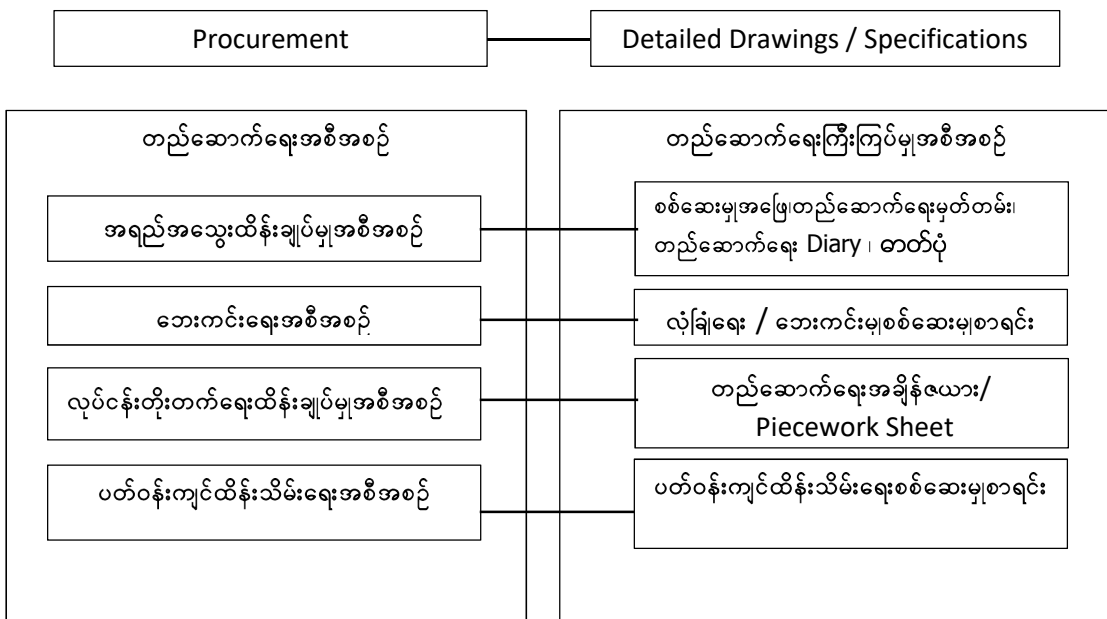 Procurement
Detailed Drawings / Specifications
တည်ဆောက်ရေးအစီအစဉ်
အရည်အသွေးထိန်းချုပ်မှုအစီအစဉ်
ဘေးကင်းရေးအစီအစဉ်
လုပ်ငန်းတိုးတက်ရေးထိန်းချုပ်မှုအစီအစဉ်
ပတ်ဝန်းကျင်ထိန်းသိမ်းရေးအစီအစဉ်
တည်ဆောက်ရေးကြီးကြပ်မှုအစီအစဉ်
စစ်ဆေးမှုအဖြေ၊တည်ဆောက်ရေးမှတ်တမ်း၊
တည်ဆောက်ရေး Diary ၊ ဓာတ်ပုံ
လုံခြုံရေး / ဘေးကင်းမှုစစ်ဆေးမှုစာရင်း
တည်ဆောက်ရေးအချိန်ဇယား/
Piecework Sheet
ပတ်ဝန်းကျင်ထိန်းသိမ်းရေးစစ်ဆေးမှုစာရင်း